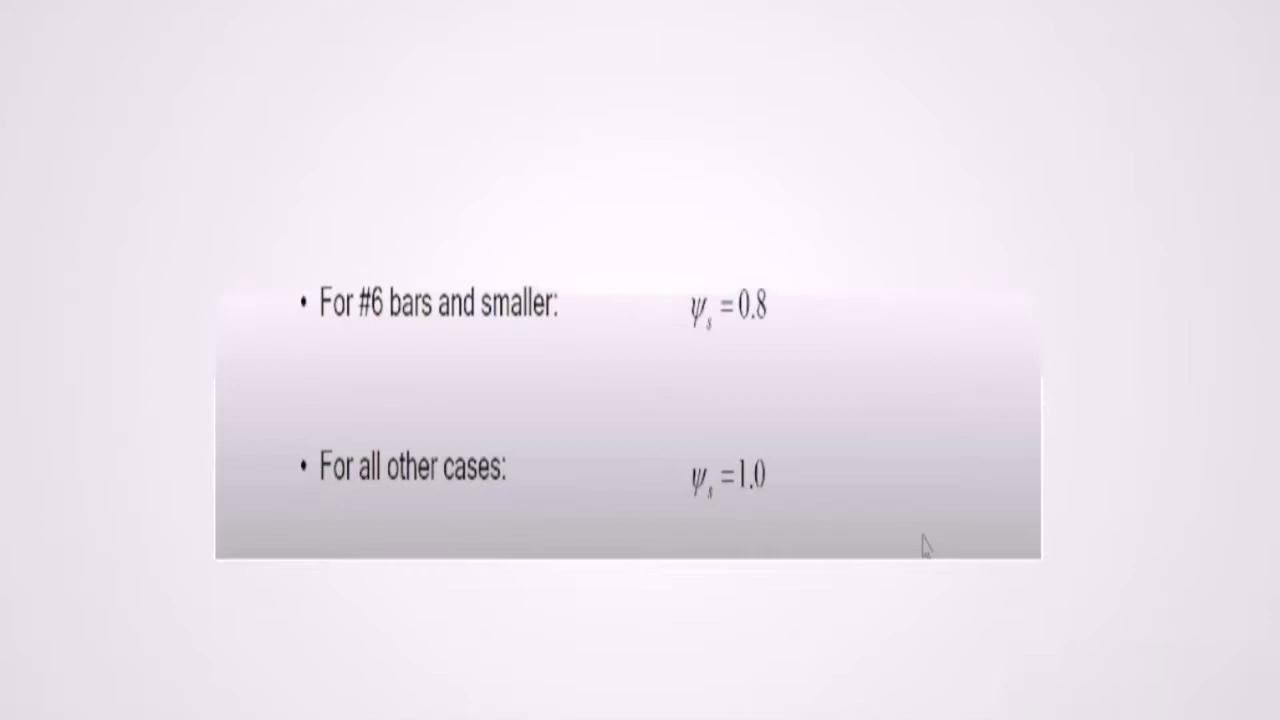 • For #6 bars and smaller: ψₛ = 0.8
• For all other cases: ψₛ = 1.0